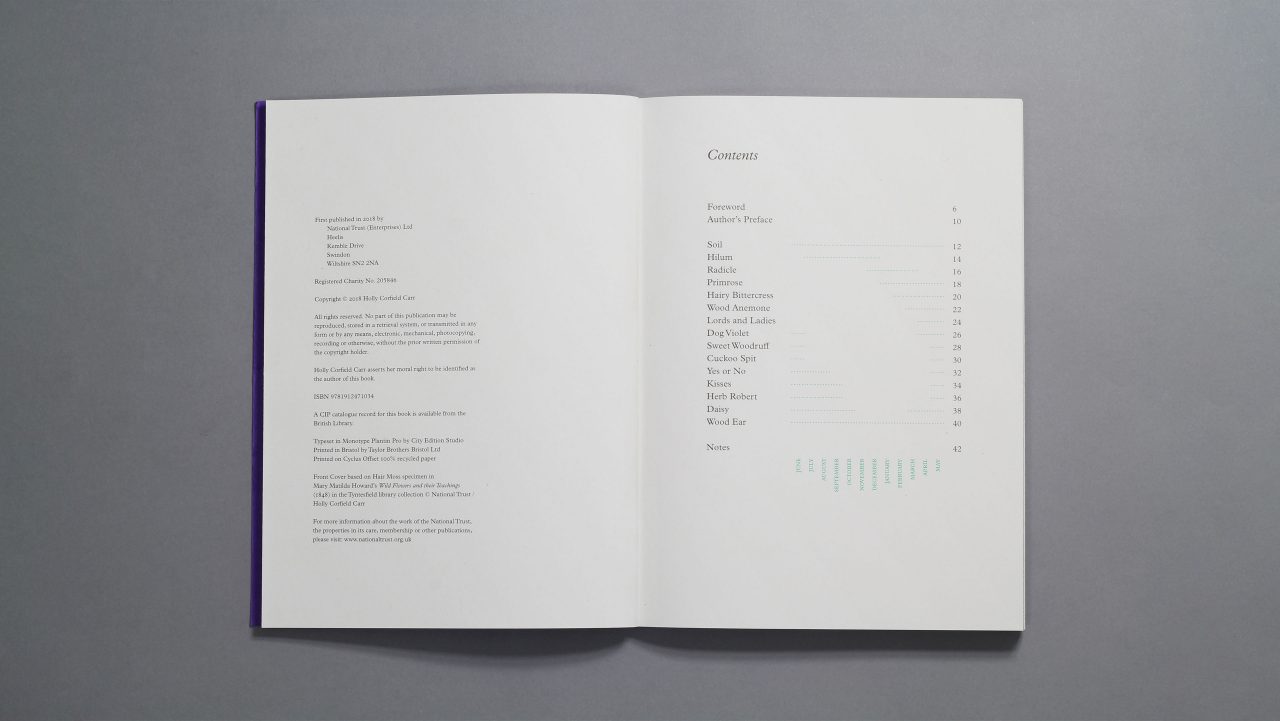 First published in 2018 by
National Trust (Enterprises) Ltd
Heelis
Kemble Drive
Swindon
Wiltshire SN2 2NA
Registered Charity No. 205846
Copyright © 2018 Holly Corfield Carr
All rights reserved. No part of this publication may be
reproduced, stored in a retrieval system, or transmitted in any
form or by any means, electronic, mechanical, photocopying,
recording or otherwise, without the prior written permission of
the copyright holder.
Holly Corfield Carr asserts her moral right to be identified as
the author of this book.
ISBN 9781912471034
A CIP catalogue record for this book is available from the
British Library.
Typeset in Monotype Plantin Pro by City Edition Studio
Printed in Bristol by Taylor Brothers Bristol Ltd
Printed on Cyclus Offset 100% recycled paper
Front Cover based on Hair Moss specimen in
Mary Matilda Howard's Wild Flowers and their Teachings
(1848) in the Tyntesfield library collection © National Trust /
Holly Corfield Carr
For more information about the work of the National Trust,
the properties in its care, membership or other publications,
please visit: www.nationaltrust.org.uk
Contents
Foreword 6
Author's Preface 10
Soil 12
Hilum 14
Radicle 16
Primrose 18
Hairy Bittercress 20
Wood Anemone 22
Lords and Ladies 24
Dog Violet 26
Sweet Woodruff 28
Cuckoo Spit 30
Yes or No 32
Kisses 34
Herb Robert 36
Daisy 38
Wood Ear 40
Notes 42
JUNE
JULY
AUGUST
SEPTEMBER
OCTOBER
NOVEMBER
DECEMBER
JANUARY
FEBRUARY
MARCH
APRIL
MAY